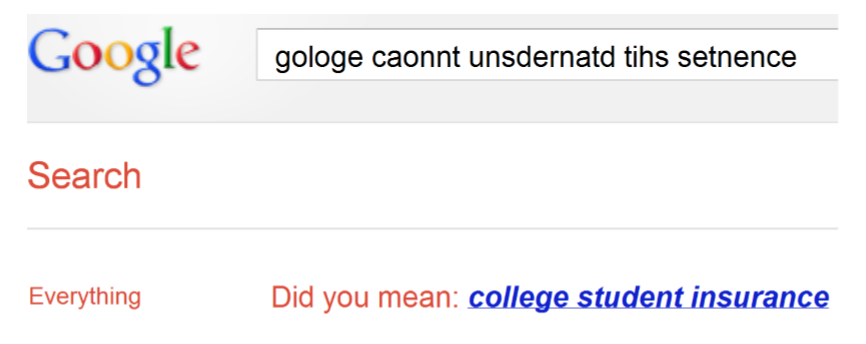 Google gologe caonnt unsdernatd tihs setnence
Search
Everything Did you mean: college student insurance